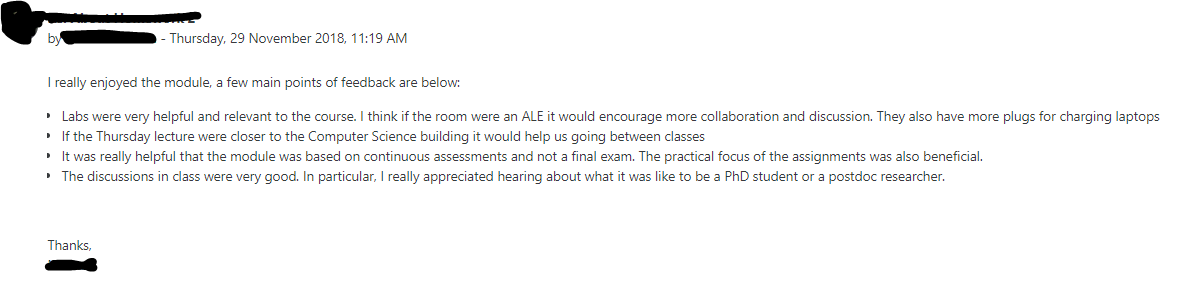 by - Thursday, 29 November 2018, 11:19 AM
I really enjoyed the module, a few main points of feedback are below:
Labs were very helpful and relevant to the course. I think if the room were an ALE it would encourage more collaboration and discussion. They also have more plugs for charging laptops
If the Thursday lecture were closer to the Computer Science building it would help us going between classes
It was really helpful that the module was based on continuous assessments and not a final exam. The practical focus of the assignments was also beneficial.
The discussions in class were very good. In particular, I really appreciated hearing about what it was like to be a PhD student or a postdoc researcher.
Thanks,